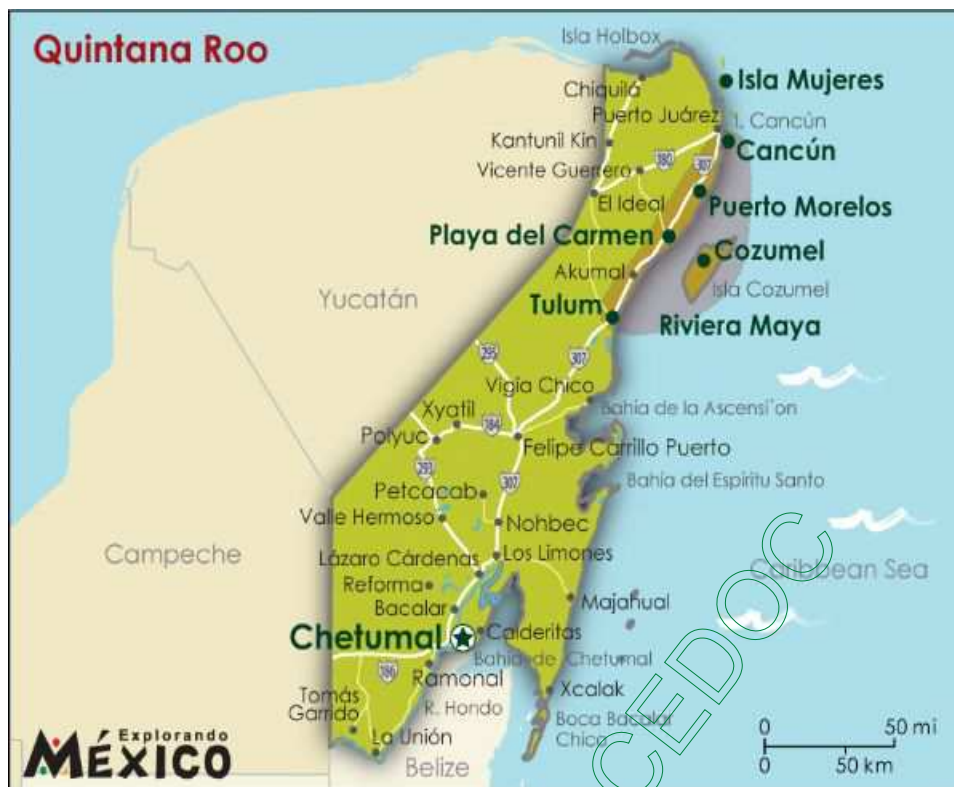 Quintana Roo
Isla Holbox
Chiquilá
Isla Mujeres
Puerto Juárez
I. Cancún
Kantunil Kin
Cancún
180
307
Vicente Guerrero
El Ideal
Puerto Morelos
Playa del Carmen
Cozumel
Akumal
Isla Cozumel
Yucatán
Tulum
Riviera Maya
295
307
Vigía Chico
Bahía de la Ascensi´on
Xyatil
184
Polyuc
Felipe Carrillo Puerto
293
307
Petcacab
Bahía del Espíritu Santo
Valle Hermoso
Nohbec
Campeche
Los Limones
Lázaro Cárdenas
Caribbean Sea
Reforma
Majahual
Bacalar
Chetumal
Calderitas
Bahía de Chetumal
186
Ramonal
Xcalak
Tomás
Garrido
R. Hondo
Boca Bacalar
Chico
La Unión
Belize
Explorando
MÉXICO
0 50 mi
0 50 km
CEDOC